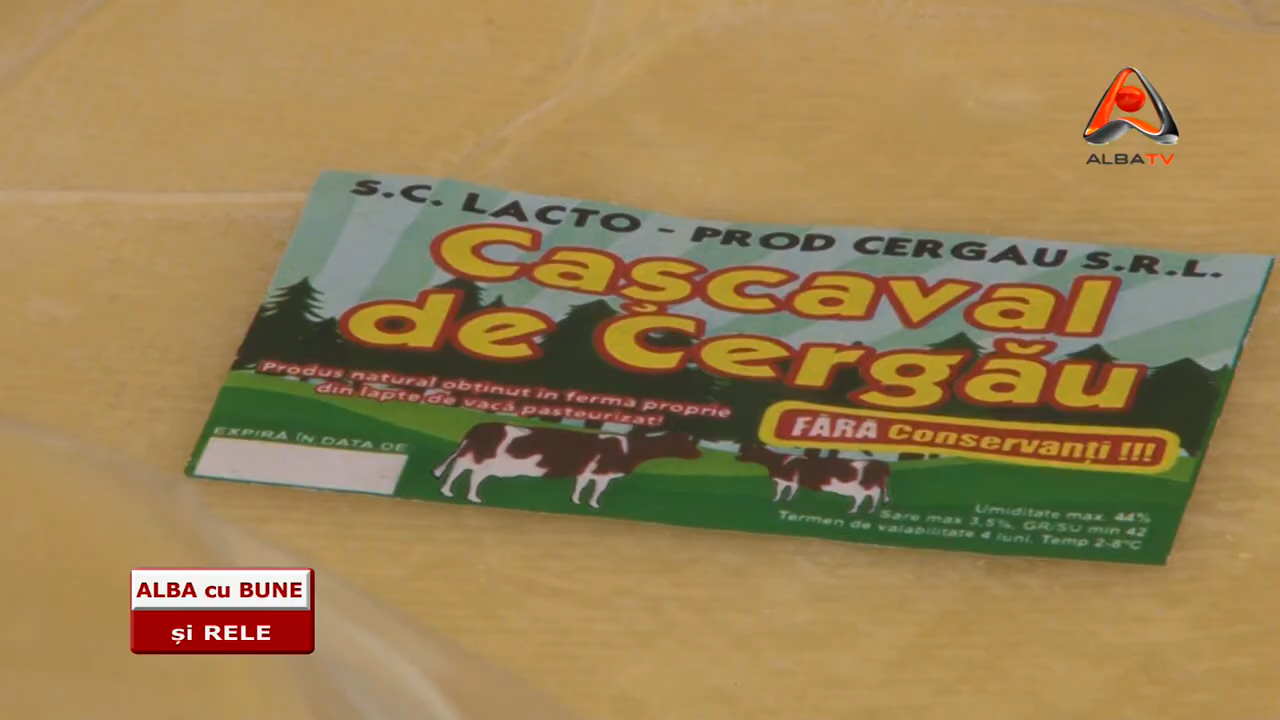 ALBATV
S.C. LACTO - PROD CERGAU S.R.L.
Cașcaval
de Cergău
Produs natural obținut în ferma proprie
din lapte de vacă pasteurizat!
FĂRĂ Conservanți !!!
EXPIRĂ ÎN DATA DE
Umiditate max. 44%
Sare max 3.5%. GR/SU min 42
Termen de valabilitate 4 luni. Temp 2-8°C
ALBA cu BUNE
și RELE